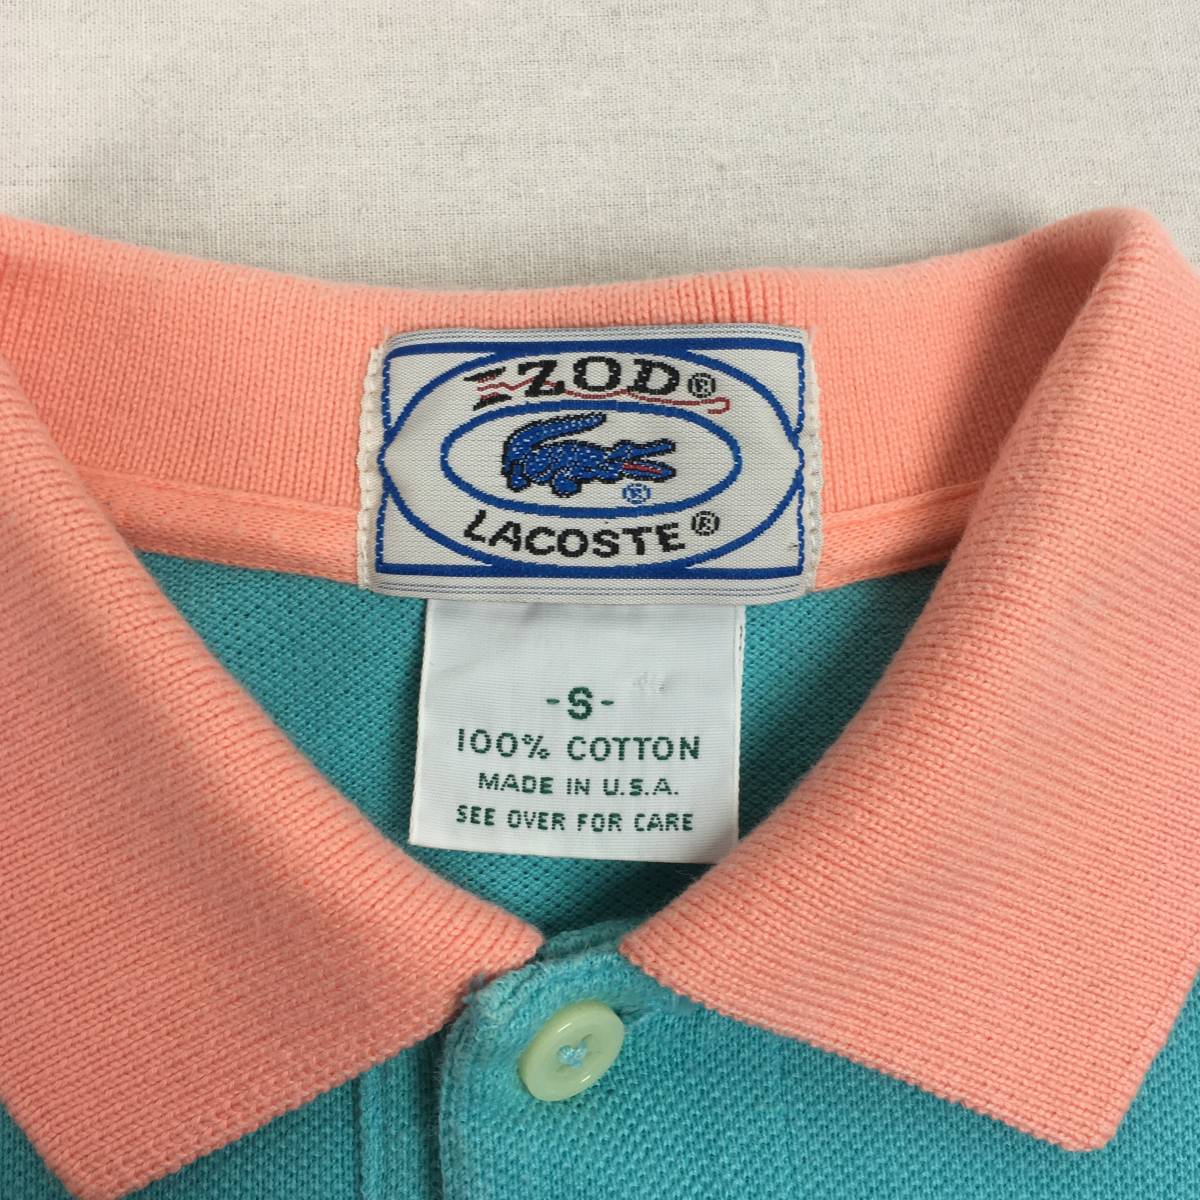 IZOD®
®
LACOSTE®
-S-
100% COTTON
MADE IN U.S.A.
SEE OVER FOR CARE